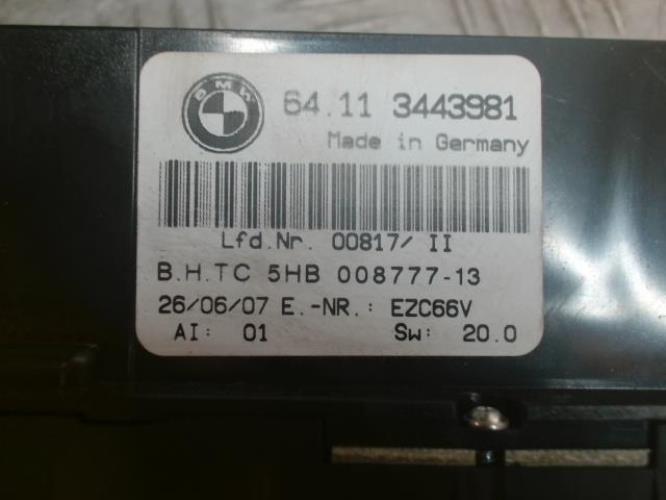 BMW
64.11 3443981
Made in Germany
Lfd.Nr. 00817/ II
B.H.TC 5HB 008777-13
26/06/07 E.-NR.: EZC66V
AI: 01 Sw: 20.0